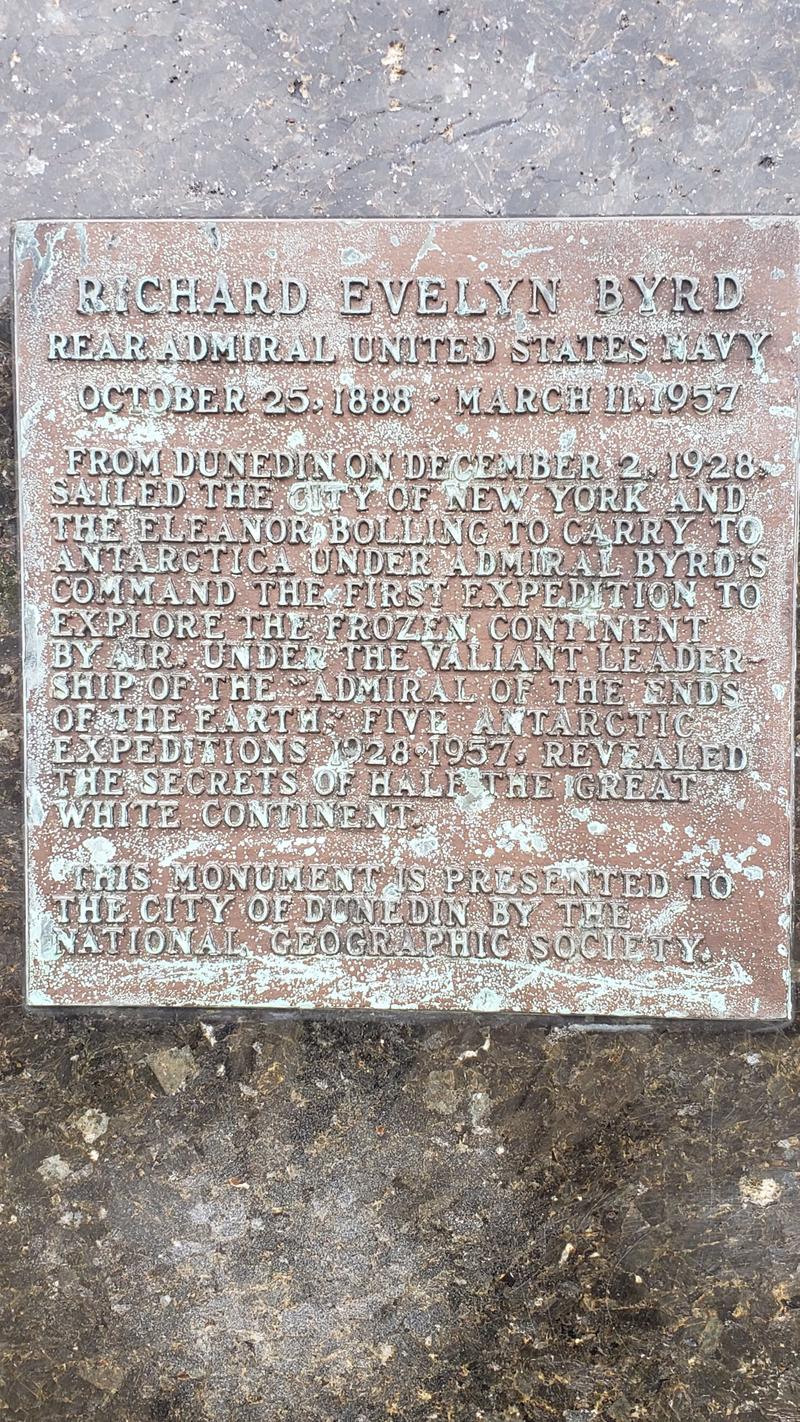 RICHARD EVELYN BYRD
REAR ADMIRAL UNITED STATES NAVY
OCTOBER 25, 1888 · MARCH 11, 1957
FROM DUNEDIN ON DECEMBER 2, 1928,
SAILED THE CITY OF NEW YORK AND
THE ELEANOR BOLLING TO CARRY TO
ANTARCTICA UNDER ADMIRAL BYRD'S
COMMAND THE FIRST EXPEDITION TO
EXPLORE THE FROZEN CONTINENT
BY AIR. UNDER THE VALIANT LEADER-
SHIP OF THE "ADMIRAL OF THE ENDS
OF THE EARTH," FIVE ANTARCTIC
EXPEDITIONS 1928-1957, REVEALED
THE SECRETS OF HALF THE GREAT
WHITE CONTINENT.
THIS MONUMENT IS PRESENTED TO
THE CITY OF DUNEDIN BY THE
NATIONAL GEOGRAPHIC SOCIETY.